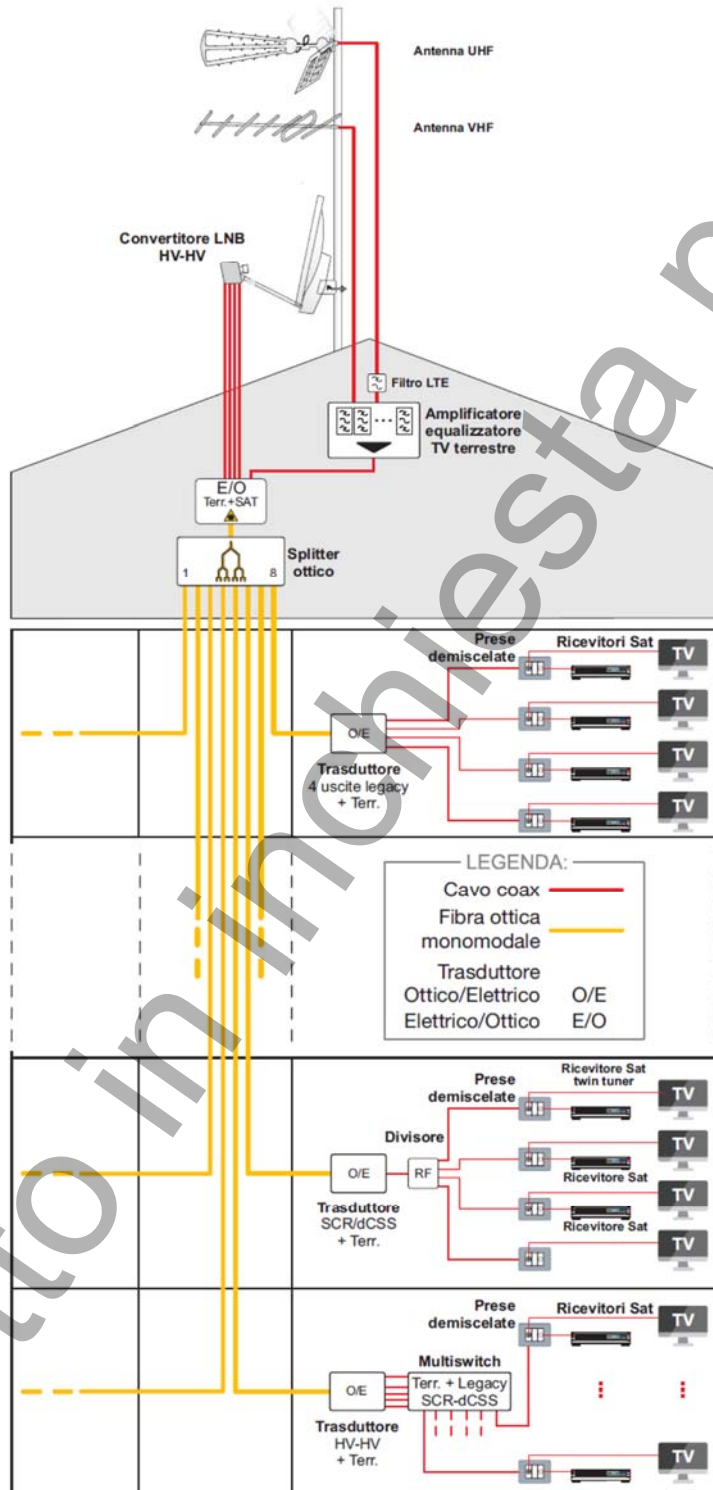 Antenna UHF
Antenna VHF
Convertitore LNB
HV-HV
Filtro LTE
Amplificatore
equalizzatore
TV terrestre
E/O
Terr.+SAT
Splitter
ottico
1
8
Prese
demiscelate
Ricevitori Sat
TV
TV
TV
TV
O/E
Trasduttore
4 uscite legacy
+ Terr.
LEGENDA:
Cavo coax
Fibra ottica
monomodale
Trasduttore
Ottico/Elettrico O/E
Elettrico/Ottico E/O
Prese
demiscelate
Ricevitore Sat
twin tuner
TV
Divisore
O/E
RF
TV
Ricevitore Sat
TV
Ricevitore Sat
TV
Trasduttore
SCR/dCSS
+ Terr.
Prese
demiscelate
Ricevitori Sat
TV
Multiswitch
O/E
Terr. + Legacy
SCR-dCSS
Trasduttore
HV-HV
+ Terr.
TV
tto in inchiesta p